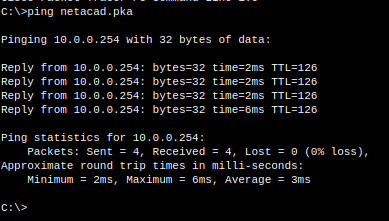 C:\>ping netacad.pka
Pinging 10.0.0.254 with 32 bytes of data:
Reply from 10.0.0.254: bytes=32 time=2ms TTL=126
Reply from 10.0.0.254: bytes=32 time=2ms TTL=126
Reply from 10.0.0.254: bytes=32 time=2ms TTL=126
Reply from 10.0.0.254: bytes=32 time=6ms TTL=126
Ping statistics for 10.0.0.254:
Packets: Sent = 4, Received = 4, Lost = 0 (0% loss),
Approximate round trip times in milli-seconds:
Minimum = 2ms, Maximum = 6ms, Average = 3ms
C:\>